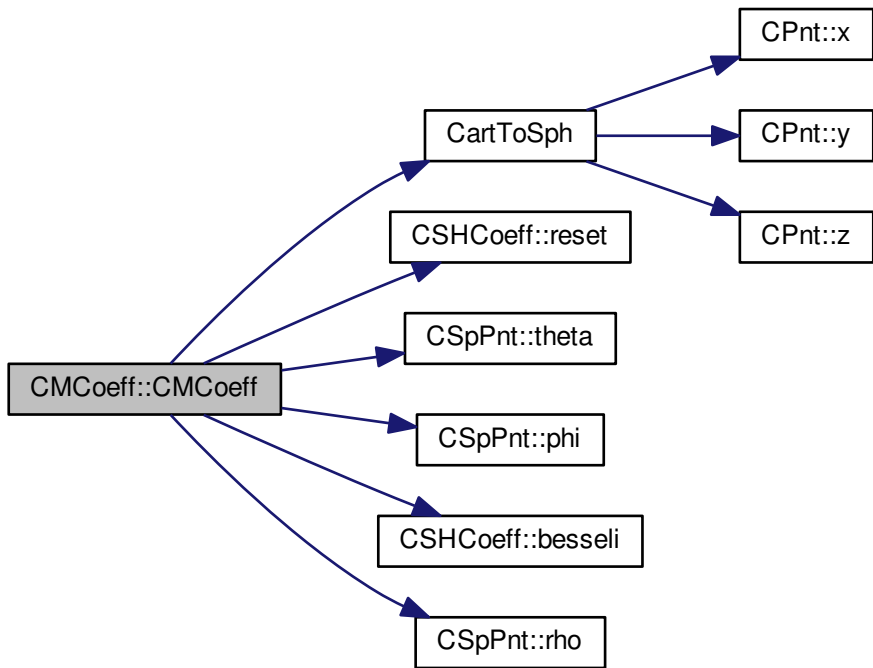 CPnt::x
CartToSph
CPnt::y
CSHCoeff::reset
CPnt::z
CSpPnt::theta
CMCoeff::CMCoeff
CSpPnt::phi
CSHCoeff::besseli
CSpPnt::rho